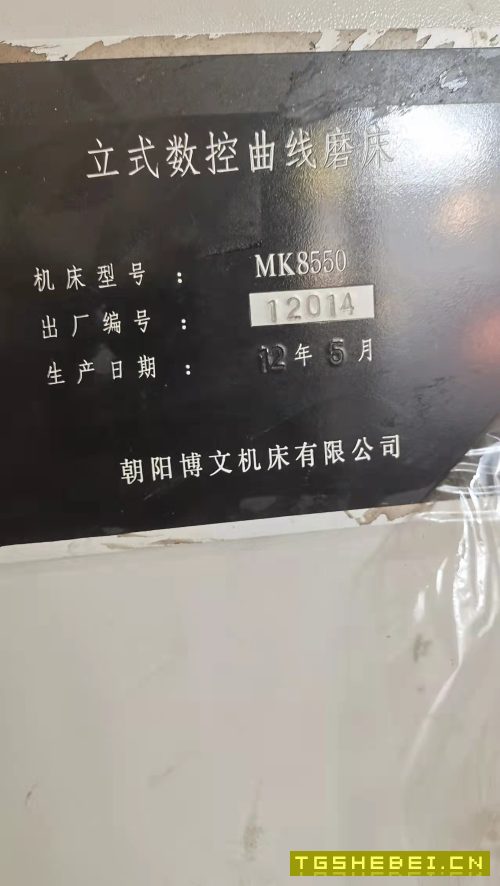 立式数控曲线磨床
机床型号： MK8550
出厂编号： 12014
生产日期： 12年5月
朝阳博文机床有限公司
TGSHEBEI.CN